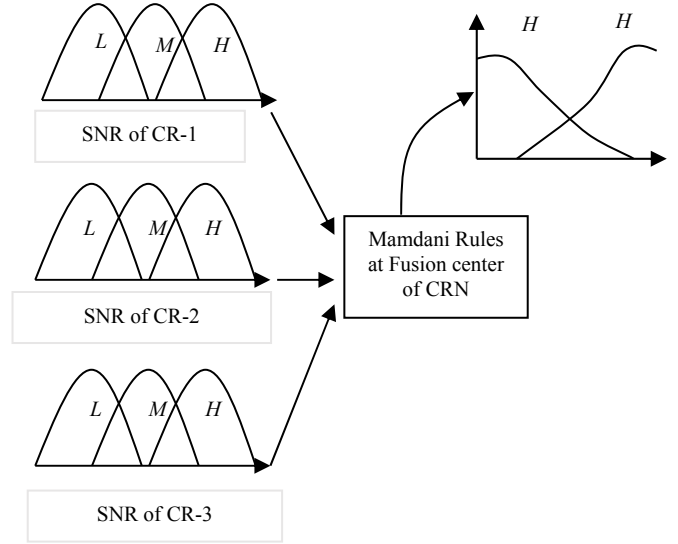 H H
L M H
SNR of CR-1
L M H
Mamdani Rules
at Fusion center
of CRN
SNR of CR-2
L M H
SNR of CR-3